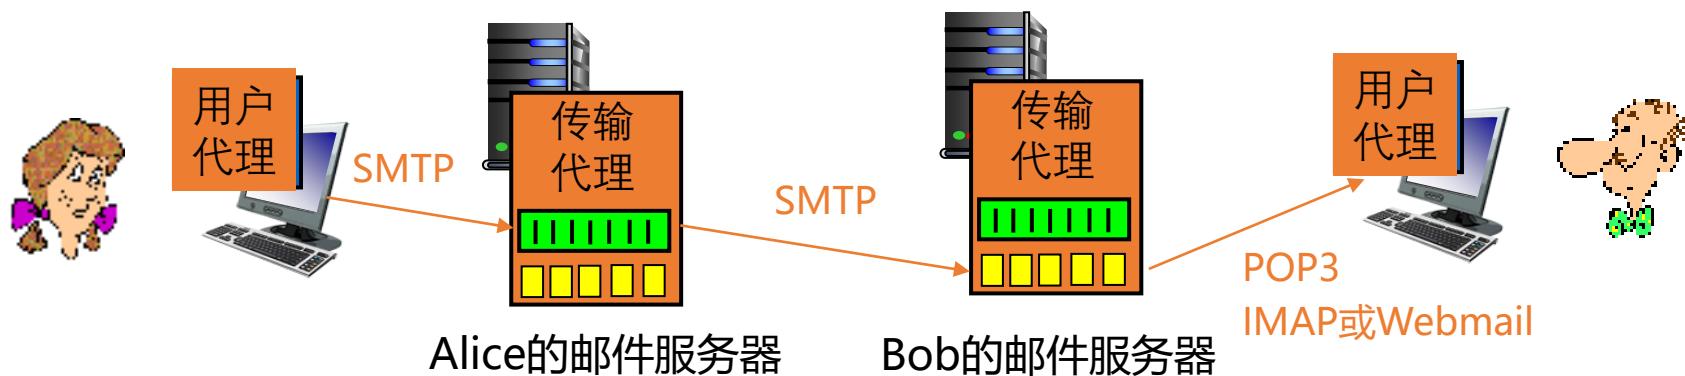 用户
代理
SMTP
传输
代理
SMTP
传输
代理
用户
代理
POP3
IMAP或Webmail
Alice的邮件服务器
Bob的邮件服务器